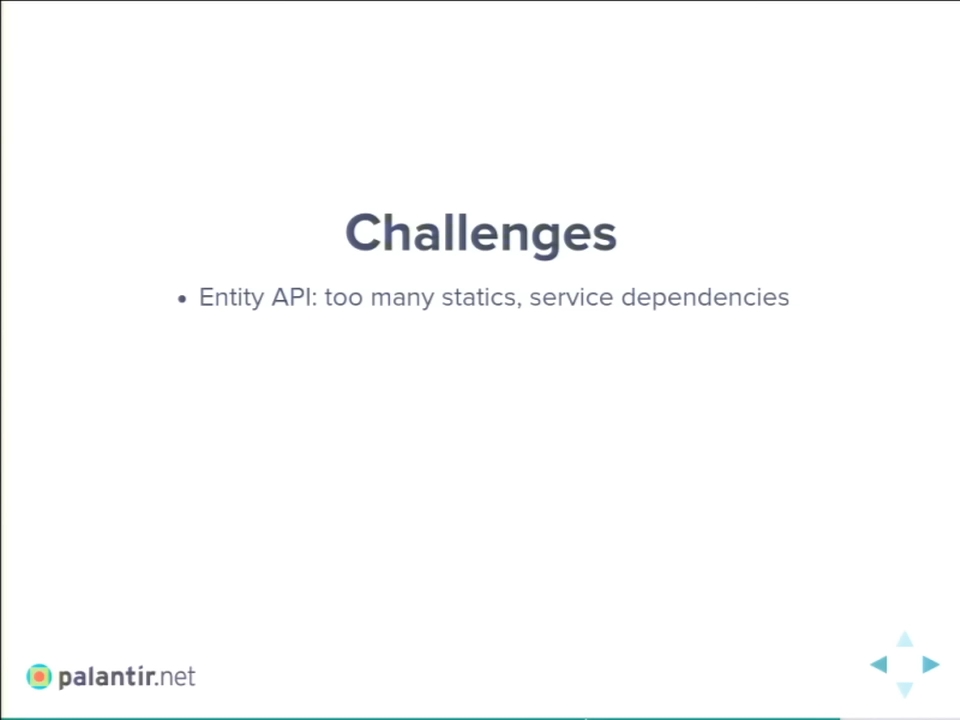 Challenges
• Entity API: too many statics, service dependencies
palantir.net